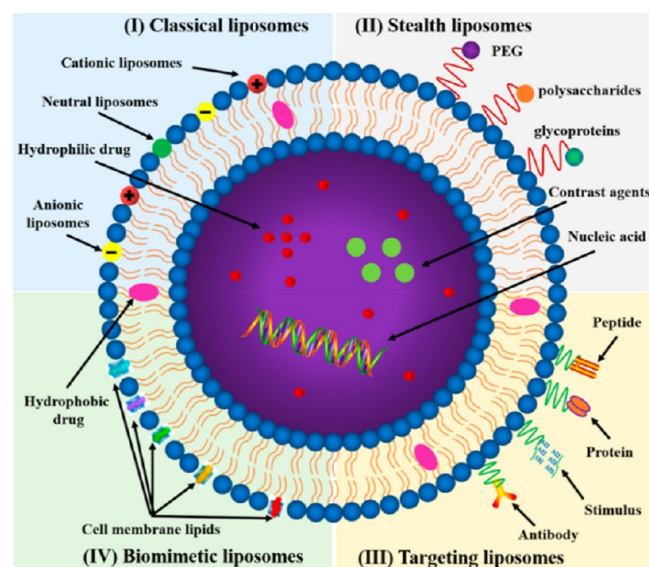 (I) Classical liposomes
(II) Stealth liposomes
Cationic liposomes
PEG
Neutral liposomes
polysaccharides
Hydrophilic drug
glycoproteins
Anionic
liposomes
Contrast agents
Nucleic acid
+
−
+
−
Hydrophobic
drug
Peptide
Protein
Stimulus
Antibody
Cell membrane lipids
(IV) Biomimetic liposomes
(III) Targeting liposomes